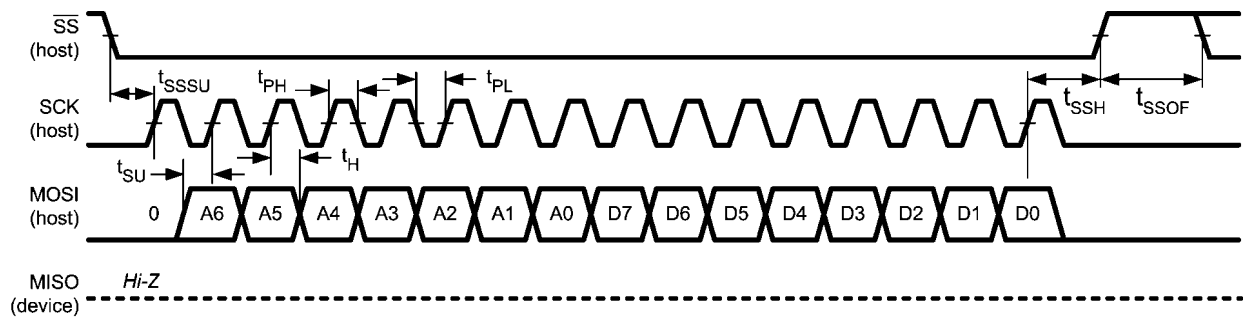 SS
(host)
tSSSU
tPH
tPL
tSSH
tSSOF
SCK
(host)
tSU
tH
MOSI
(host)
0 A6 A5 A4 A3 A2 A1 A0 D7 D6 D5 D4 D3 D2 D1 D0
MISO
(device)
Hi-Z